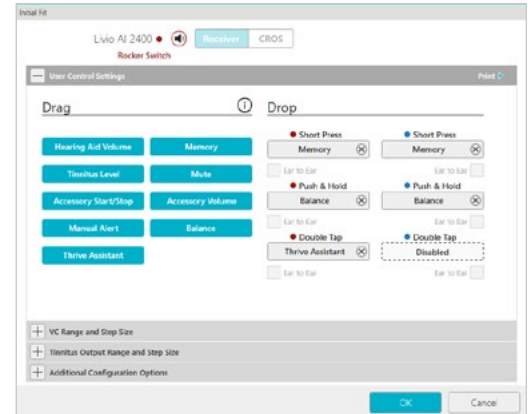 Initial Fit
Livio AI 2400 Receiver CROS
Rocker Switch
User Control Settings Print
Drag Drop
Short Press Short Press
Hearing Aid Volume Memory Memory Memory
Ear to Ear Ear to Ear
Tinnitus Level Mute
Push & Hold Push & Hold
Accessory Start/Stop Accessory Volume Balance Balance
Ear to Ear Ear to Ear
Manual Alert Balance
Double Tap Double Tap
Thrive Assistant Thrive Assistant Disabled
Ear to Ear Ear to Ear
VC Range and Step Size
Tinnitus Output Range and Step Size
Additional Configuration Options
OK Cancel